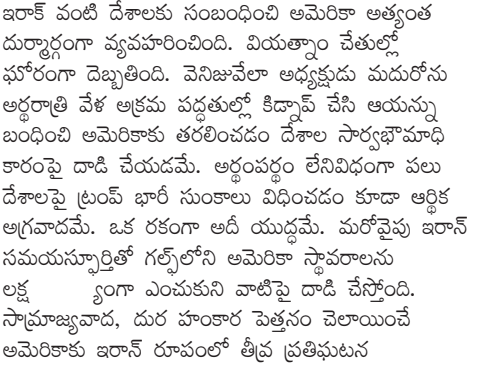 ఇరాక్ వంటి దేశాలకు సంబంధించి అమెరికా అత్యంత
దుర్మార్గంగా వ్యవహరించింది. వియత్నాం చేతుల్లో
ఘోరంగా దెబ్బతింది. వెనిజువేలా అధ్యక్షుడు మదురోను
అర్థరాత్రి వేళ అక్రమ పద్ధతుల్లో కిడ్నాప్ చేసి ఆయన్ను
బంధించి అమెరికాకు తరలించడం దేశాల సార్వభౌమాధి
కారంపై దాడి చేయడమే. అర్థంపర్థం లేనివిధంగా పలు
దేశాలపై ట్రంప్ భారీ సుంకాలు విధించడం కూడా ఆర్థిక
అగ్రవాదమే. ఒక రకంగా అదీ యుద్ధమే. మరోవైపు ఇరాన్
సమయస్ఫూర్తితో గల్ఫ్‌లోని అమెరికా స్థావరాలను
లక్ష ్యంగా ఎంచుకుని వాటిపై దాడి చేస్తోంది.
సామ్రాజ్యవాద, దుర హంకార పెత్తనం చెలాయించే
అమెరికాకు ఇరాన్ రూపంలో తీవ్ర ప్రతిఘటన